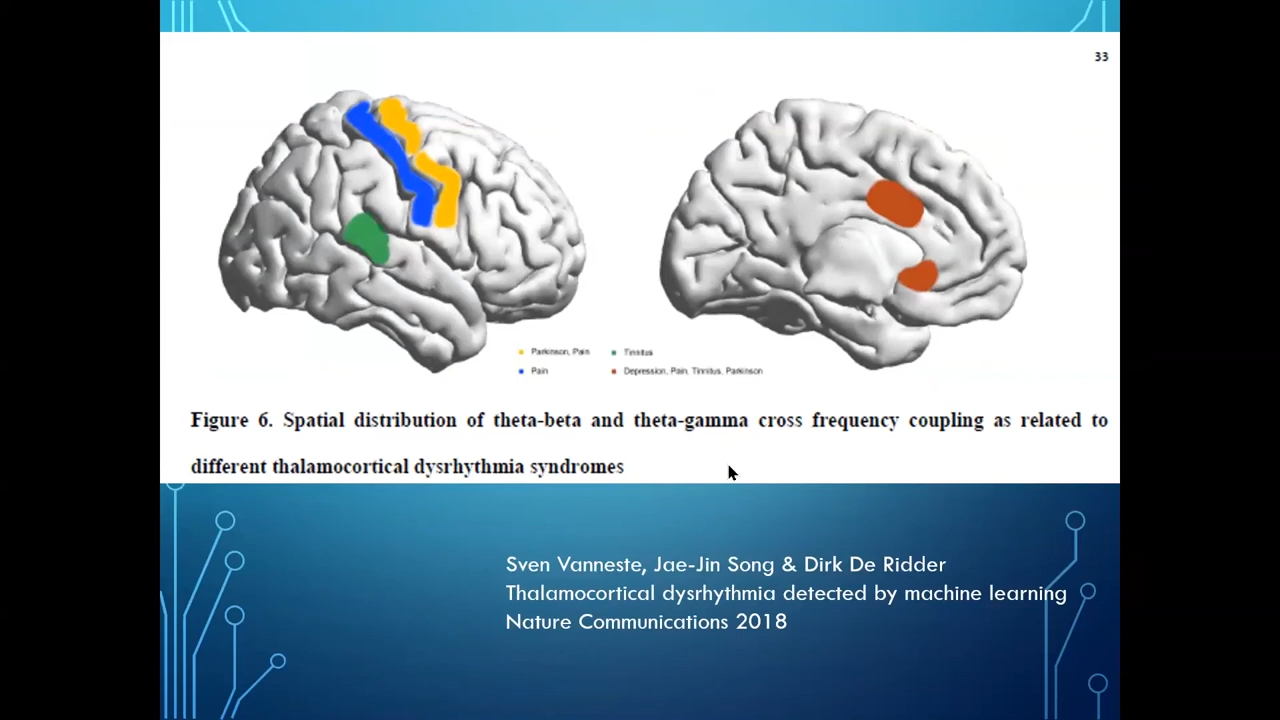 33
Parkinson, Pain
Tinnitus
Pain
Depression, Pain, Tinnitus, Parkinson
Figure 6. Spatial distribution of theta-beta and theta-gamma cross frequency coupling as related to
different thalamocortical dysrhythmia syndromes
Sven Vanneste, Jae-Jin Song & Dirk De Ridder
Thalamocortical dysrhythmia detected by machine learning
Nature Communications 2018